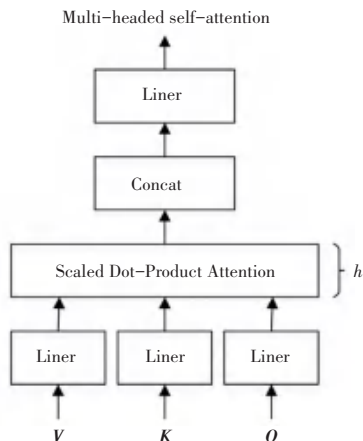 Multi-headed self-attention
Liner
Concat
Scaled Dot-Product Attention
h
Liner Liner Liner
V K Q